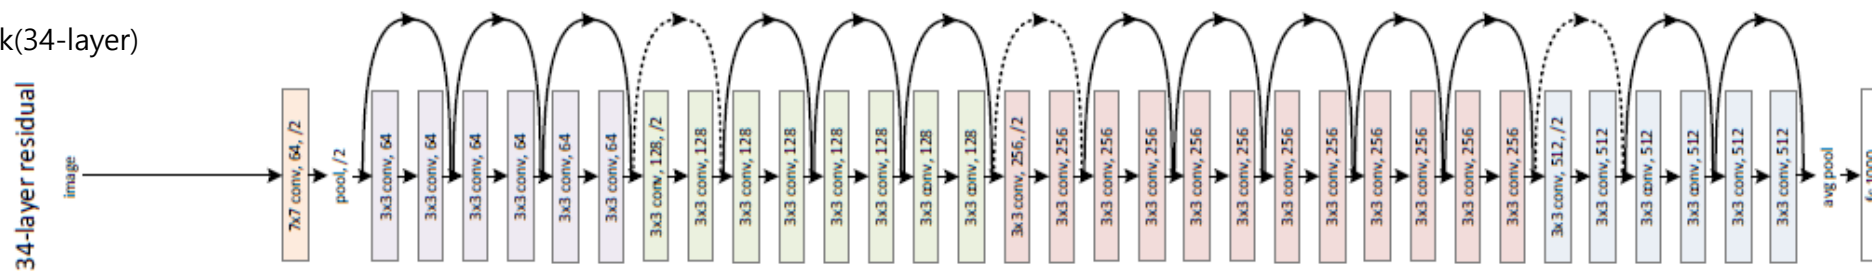 k(34-layer)
34-layer residual
image
7x7 conv, 64, /2
pool, /2
3x3 conv, 64
3x3 conv, 64
3x3 conv, 64
3x3 conv, 64
3x3 conv, 64
3x3 conv, 64
3x3 conv, 128, /2
3x3 conv, 128
3x3 conv, 128
3x3 conv, 128
3x3 conv, 128
3x3 conv, 128
3x3 conv, 128
3x3 conv, 128
3x3 conv, 256, /2
3x3 conv, 256
3x3 conv, 256
3x3 conv, 256
3x3 conv, 256
3x3 conv, 256
3x3 conv, 256
3x3 conv, 256
3x3 conv, 256
3x3 conv, 256
3x3 conv, 256
3x3 conv, 256
3x3 conv, 512, /2
3x3 conv, 512
3x3 conv, 512
3x3 conv, 512
3x3 conv, 512
3x3 conv, 512
avg pool